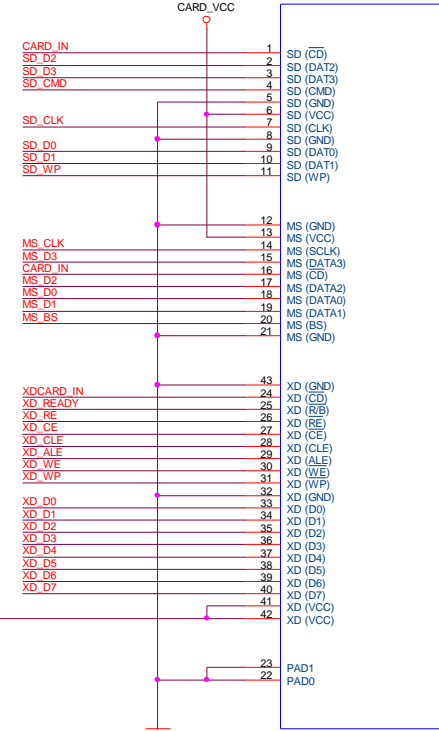 CARD_VCC
CARD_IN 1 SD (CD)
SD_D2 2 SD (DAT2)
SD_D3 3 SD (DAT3)
SD_CMD 4 SD (CMD)
5 SD (GND)
6 SD (VCC)
SD_CLK 7 SD (CLK)
8 SD (GND)
SD_D0 9 SD (DAT0)
SD_D1 10 SD (DAT1)
SD_WP 11 SD (WP)
12 MS (GND)
13 MS (VCC)
MS_CLK 14 MS (SCLK)
MS_D3 15 MS (DATA3)
CARD_IN 16 MS (CD)
MS_D2 17 MS (DATA2)
MS_D0 18 MS (DATA0)
MS_D1 19 MS (DATA1)
MS_BS 20 MS (BS)
21 MS (GND)
43 XD (GND)
XDCARD_IN 24 XD (CD)
XD_READY 25 XD (R/B)
XD_RE 26 XD (RE)
XD_CE 27 XD (CE)
XD_CLE 28 XD (CLE)
XD_ALE 29 XD (ALE)
XD_WE 30 XD (WE)
XD_WP 31 XD (WP)
32 XD (GND)
XD_D0 33 XD (D0)
XD_D1 34 XD (D1)
XD_D2 35 XD (D2)
XD_D3 36 XD (D3)
XD_D4 37 XD (D4)
XD_D5 38 XD (D5)
XD_D6 39 XD (D6)
XD_D7 40 XD (D7)
41 XD (VCC)
42 XD (VCC)
23 PAD1
22 PAD0